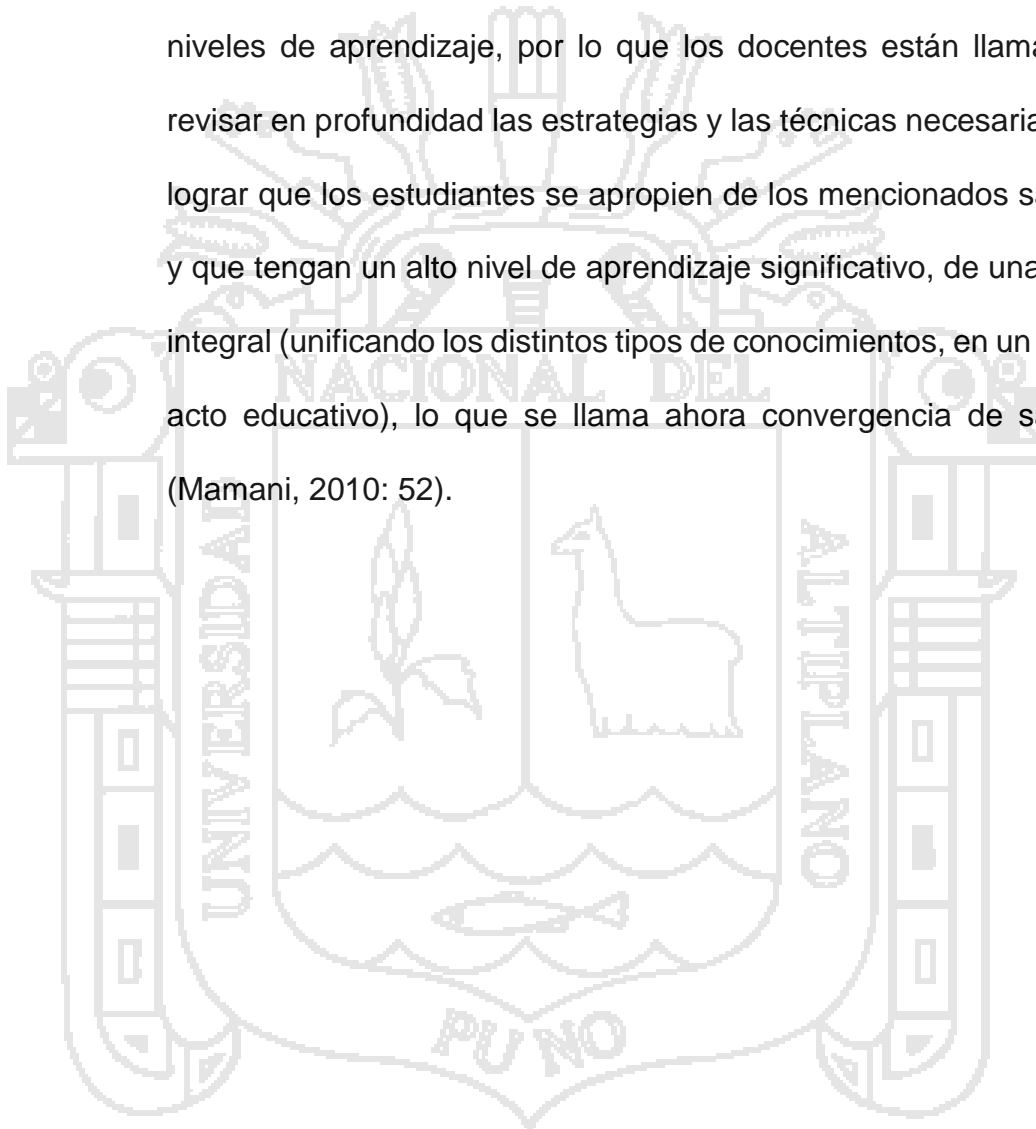 niveles de aprendizaje, por lo que los docentes están llama
revisar en profundidad las estrategias y las técnicas necesaria
lograr que los estudiantes se apropien de los mencionados s
y que tengan un alto nivel de aprendizaje significativo, de una
integral (unificando los distintos tipos de conocimientos, en un
acto educativo), lo que se llama ahora convergencia de s
(Mamani, 2010: 52).
NACIONAL DEL
UNIVERSIDAD
ALTIPLANO
PUNO